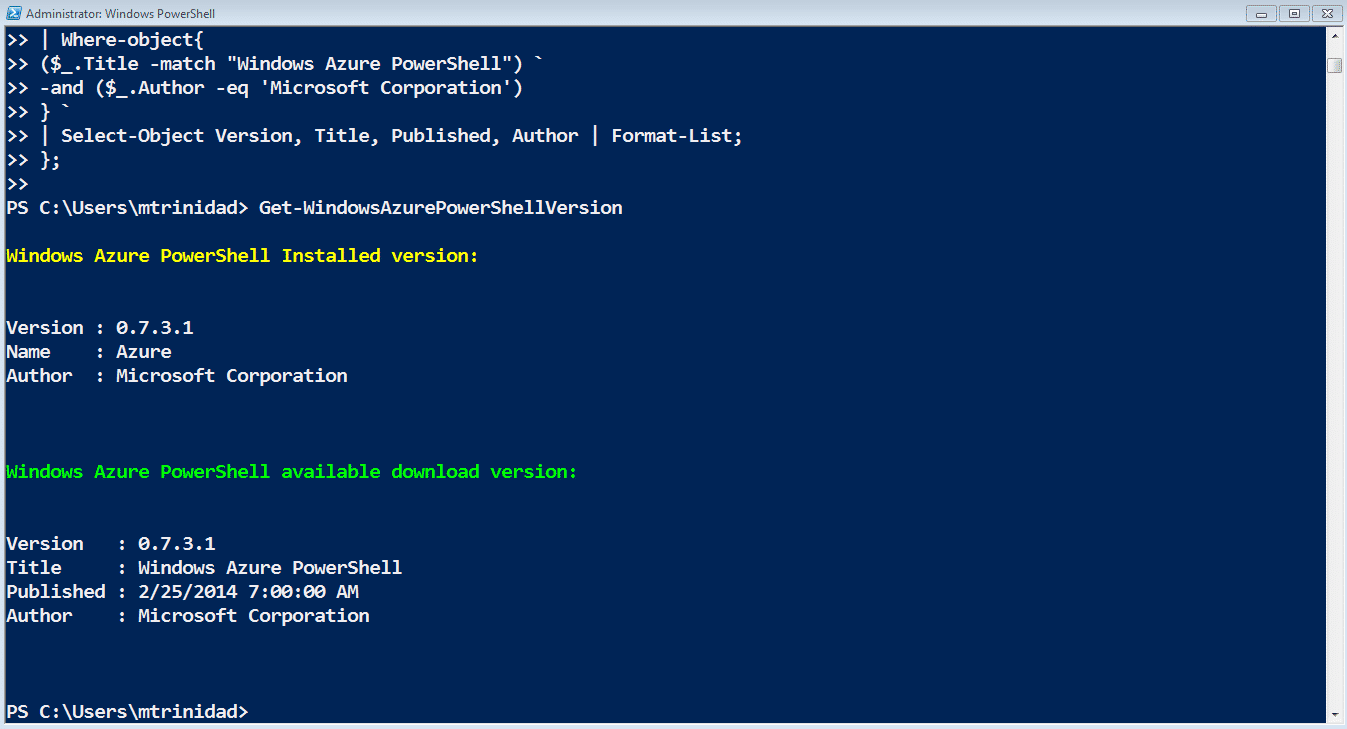 Administrator: Windows PowerShell
>> | Where-object{
>> ($_.Title -match "Windows Azure PowerShell") `
>> -and ($_.Author -eq 'Microsoft Corporation')
>> } `
>> | Select-Object Version, Title, Published, Author | Format-List;
>> };
>>
PS C:\Users\mtrinidad> Get-WindowsAzurePowerShellVersion
Windows Azure PowerShell Installed version:
Version : 0.7.3.1
Name    : Azure
Author  : Microsoft Corporation
Windows Azure PowerShell available download version:
Version   : 0.7.3.1
Title     : Windows Azure PowerShell
Published : 2/25/2014 7:00:00 AM
Author    : Microsoft Corporation
PS C:\Users\mtrinidad>